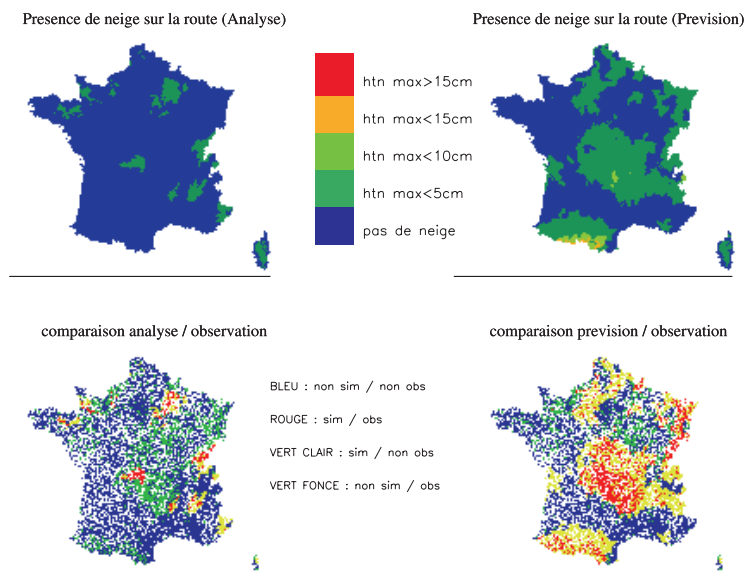 Presence de neige sur la route (Analyse)
Presence de neige sur la route (Prevision)
htn max>15cm
htn max<15cm
htn max<10cm
htn max<5cm
pas de neige
comparaison analyse / observation
comparaison prevision / observation
BLEU : non sim / non obs
ROUGE : sim / obs
VERT CLAIR : sim / non obs
VERT FONCE : non sim / obs